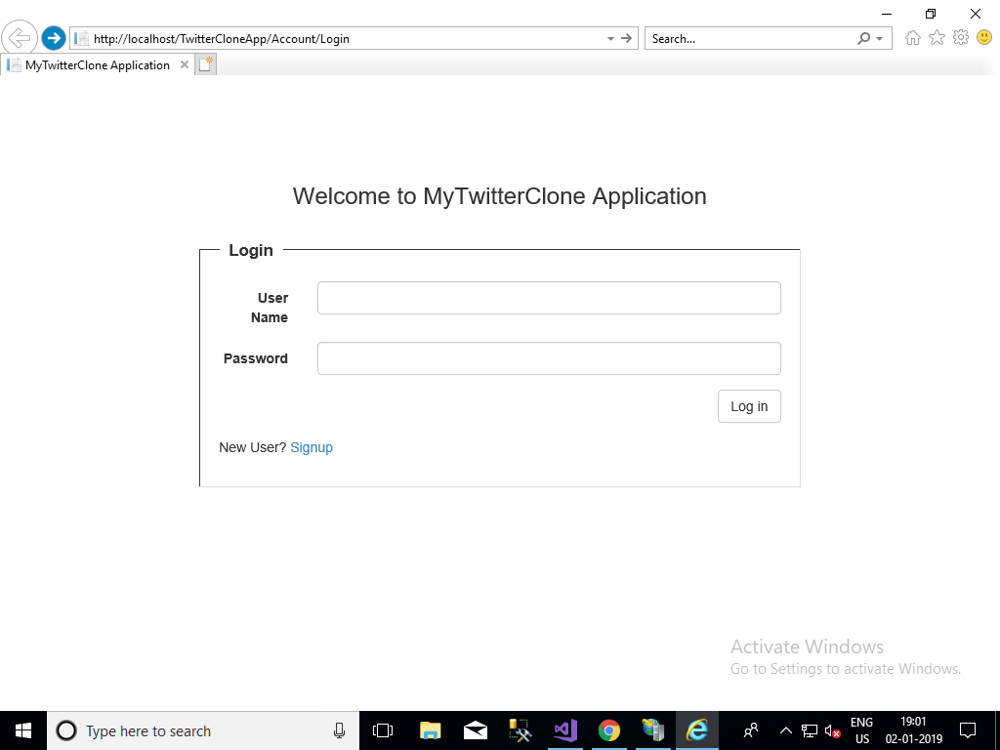 http://localhost/TwitterCloneApp/Account/Login
Search...
MyTwitterClone Application
Welcome to MyTwitterClone Application
Login
User
Name
Password
Log in
New User? Signup
Activate Windows
Go to Settings to activate Windows.
Type here to search
ENG
US
19:01
02-01-2019